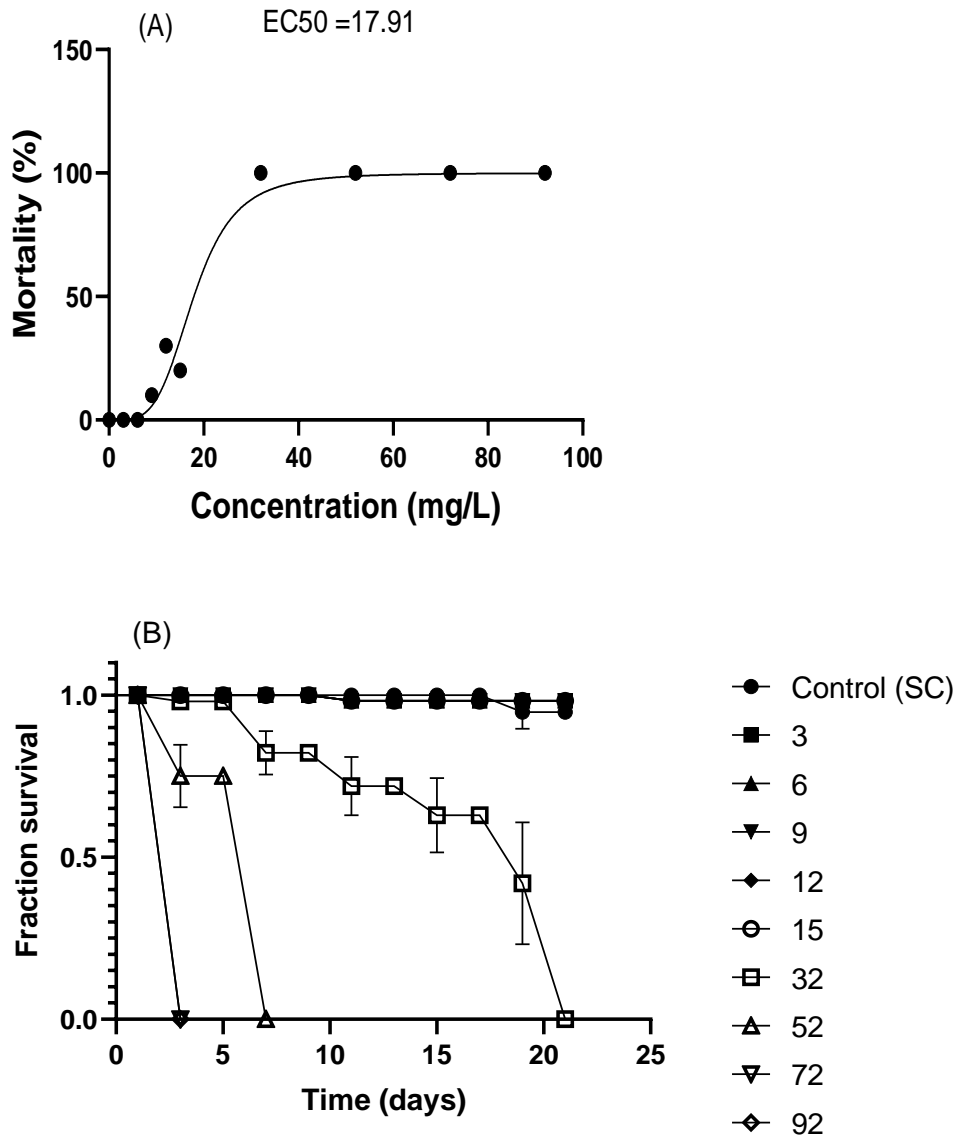 (A) EC50 =17.91
150
100
50
0
Mortality (%)
0 20 40 60 80 100
Concentration (mg/L)
(B)
1.0
0.5
0.0
Fraction survival
0 5 10 15 20 25
Time (days)
Control (SC)
3
6
9
12
15
32
52
72
92